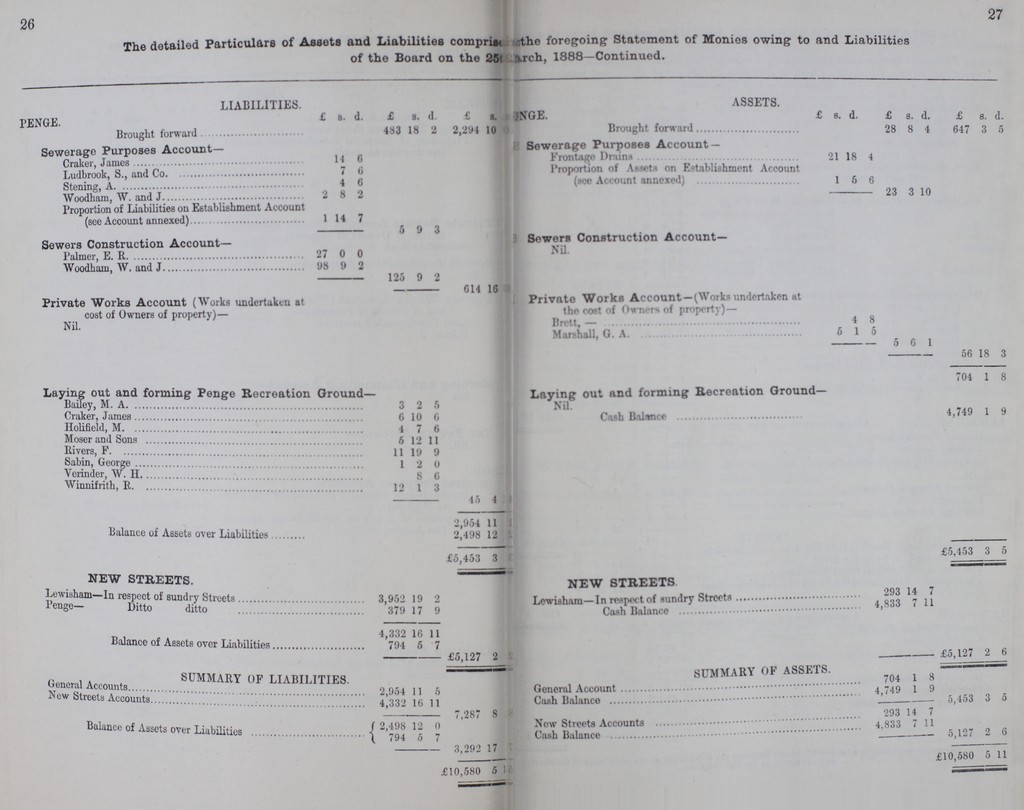 26
The detailed Particulars of Assets and Liabilities
of the Board on the
LIABILITIES.
£ s. d. £ s. d. £ s.
PENGE.
Brought forward 483 18 2 2,294 10
Sewerage Purposes Account—
Craker, James 14 6
Ludbrook, S., and Co. 7 6
Stening, A. 4 6
Woodham, W. and J. 2 8 2
Proportion of Liabilities on Establishment Account
(see Account annexed) 1 14 7
5 9 3
Sewers Construction Account—
Palmer, E. R. 27 0 0
Woodham, W. and J. 98 9 2
125 9 2
614 16
Private Works Account (Works undertaken at
cost of Owners of property)—
Nil.
Laying out and forming Penge Recreation Ground—
Bailey, M. A. 3 2 5
Craker, James 6 10 6
Holifield, M. 4 7 6
Moser and Sons 5 12 11
Rivers, F. 11 19 9
Sabin, George 1 2 0
Verinder, W. H. 8 6
Winnifrith, R. 12 1 3
45 4
2,954 11
Balance of Assets over Liabilities 2,498 12
£5,453 3
NEW STREETS.
Lewisham—In respect of sundry Streets 3,952 19 2
Penge— Ditto ditto 379 17 9
4,332 16 11
Balance of Assets over Liabilities 794 5 7
£5,127 2
SUMMARY OF LIABILITIES.
General Accounts 2,954 11 5
New Streets Accounts 4,332 16 11
7,287 8
Balance of Assets over Liabilities { 2,498 12 0
794 5 7
3,292 17
£10,580 5
27
the foregoing Statement of Monies owing to and Liabilities
1888—Continued.
ASSETS.
£ s. d. £ s. d. £ s. d.
Brought forward 28 8 4 647 3 5
Sewerage Purposes Account—
Frontage Drains 21 18 4
Proportion of Assets on Establishment Account
(see Account annexed) 1 5 6
23 3 10
Sewers Construction Account—
Nil.
Private Works Account—(Works undertaken at
the cost of Owners of property)—
Brett, — 4 8
Marshall, G. A. 5 1 5
5 6 1
56 18 3
704 1 8
Laying out and forming Recreation Ground—
Nil.
Cash Balance 4,749 1 9
£5,453 3 5
NEW STREETS.
Lewisham—In respect of sundry Streets 293 14 7
Cash Balance 4,833 7 11
£5,127 2 6
SUMMARY OF ASSETS.
General Account 704 1 8
Cash Balance 4,749 1 9
5,453 3 5
New Streets Accounts 293 14 7
Cash Balance 4,833 7 11
5,127 2 6
£10,580 5 11